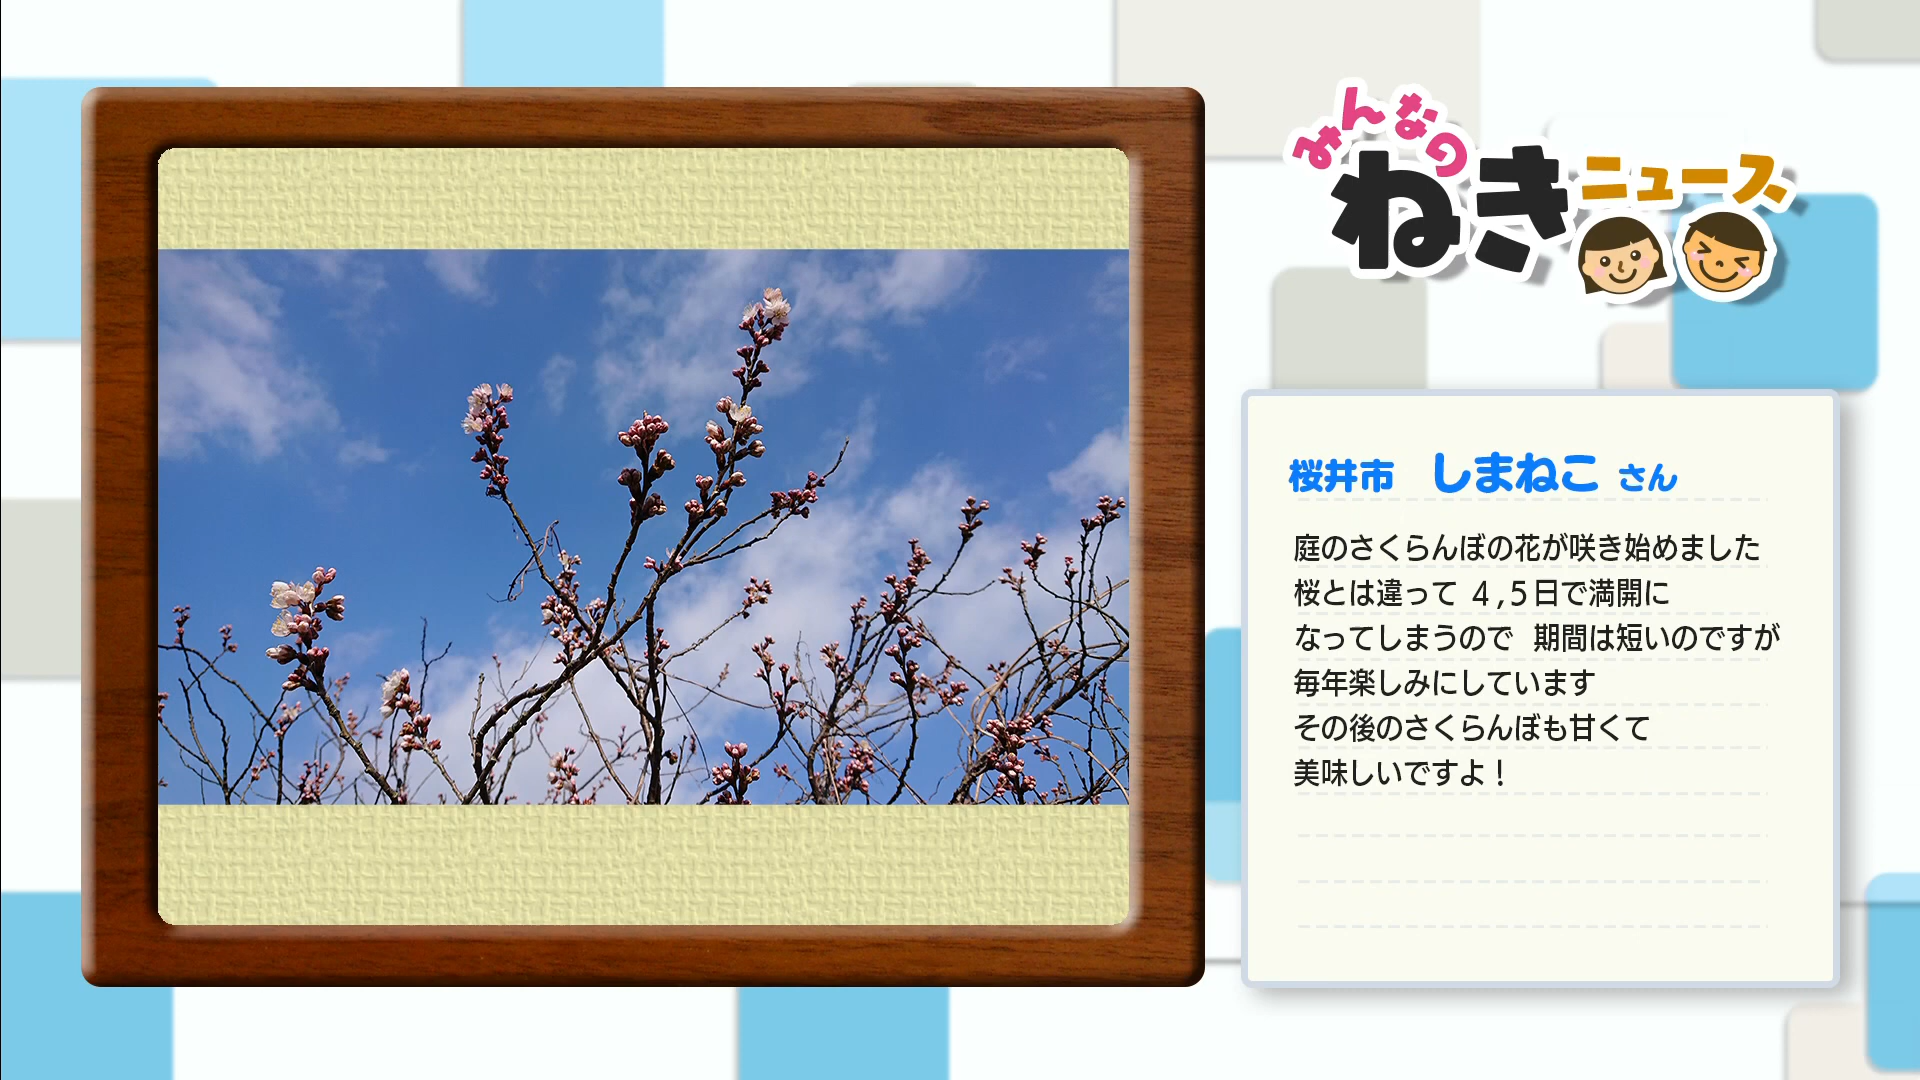 みんなの
ねきニュース
桜井市　しまねこ さん
庭のさくらんぼの花が咲き始めました
桜とは違って ４,５日で満開に
なってしまうので 期間は短いのですが
毎年楽しみにしています
その後のさくらんぼも甘くて
美味しいですよ！